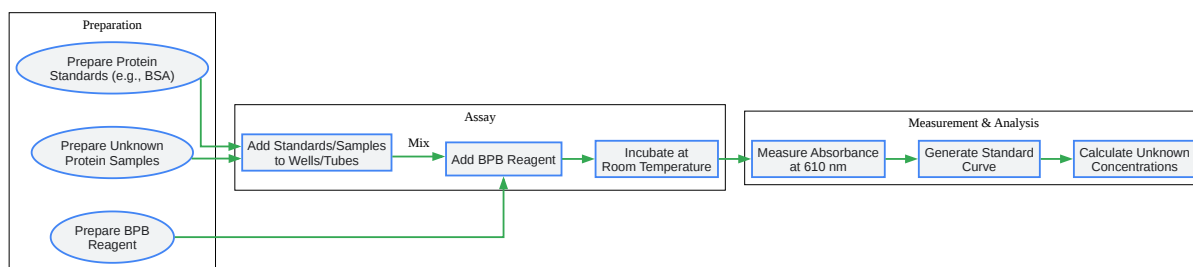 Preparation
Prepare Protein
Standards (e.g., BSA)
Prepare Unknown
Protein Samples
Prepare BPB
Reagent
Assay
Add Standards/Samples
to Wells/Tubes
Mix
Add BPB Reagent
Incubate at
Room Temperature
Measurement & Analysis
Measure Absorbance
at 610 nm
Generate Standard
Curve
Calculate Unknown
Concentrations